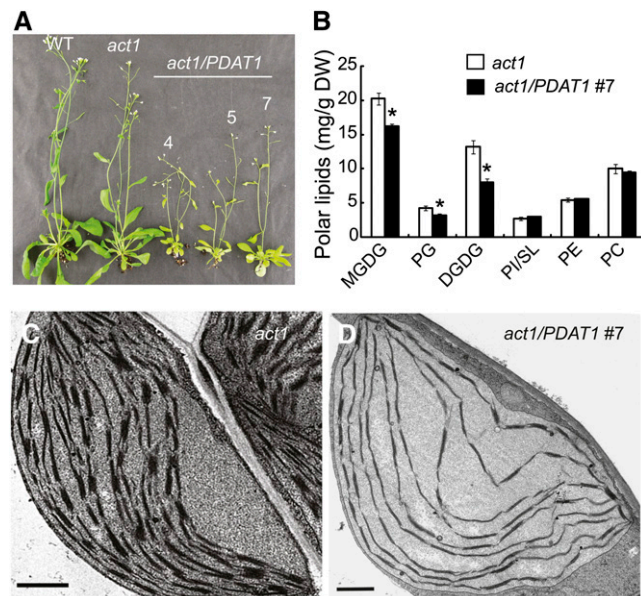 A
WT
act1
act1/PDAT1
4
5
7
B
Polar lipids (mg/g DW)
25
20
15
10
5
0
act1
act1/PDAT1 #7
*
*
*
MGDG
PG
DGDG
PI/SL
PE
PC
C
act1
D
act1/PDAT1 #7